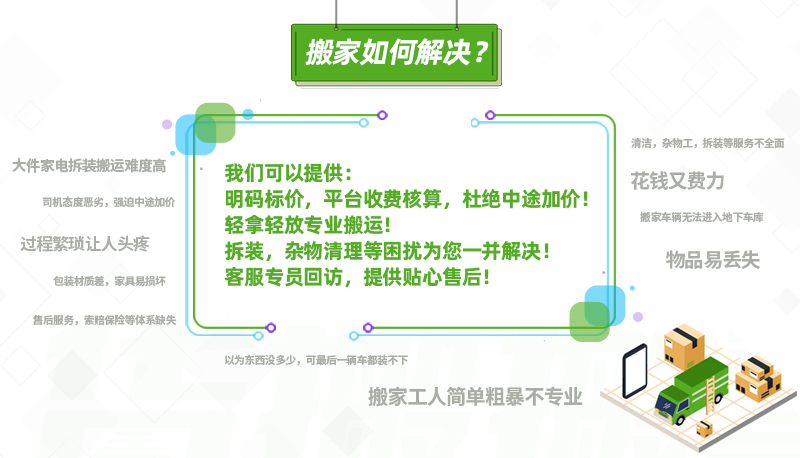 搬家如何解决？
清洁，杂物工，拆装等服务不全面
大件家电拆装搬运难度高
花钱又费力
司机态度恶劣，强迫中途加价
搬家车辆无法进入地下车库
过程繁琐让人头疼
物品易丢失
包装材质差，家具易损坏
售后服务，索赔保险等体系缺失
我们可以提供：
明码标价，平台收费核算，杜绝中途加价！
轻拿轻放专业搬运！
拆装，杂物清理等困扰为您一并解决！
客服专员回访，提供贴心售后！
以为东西没多少，可最后一辆车都装不下
搬家工人简单粗暴不专业